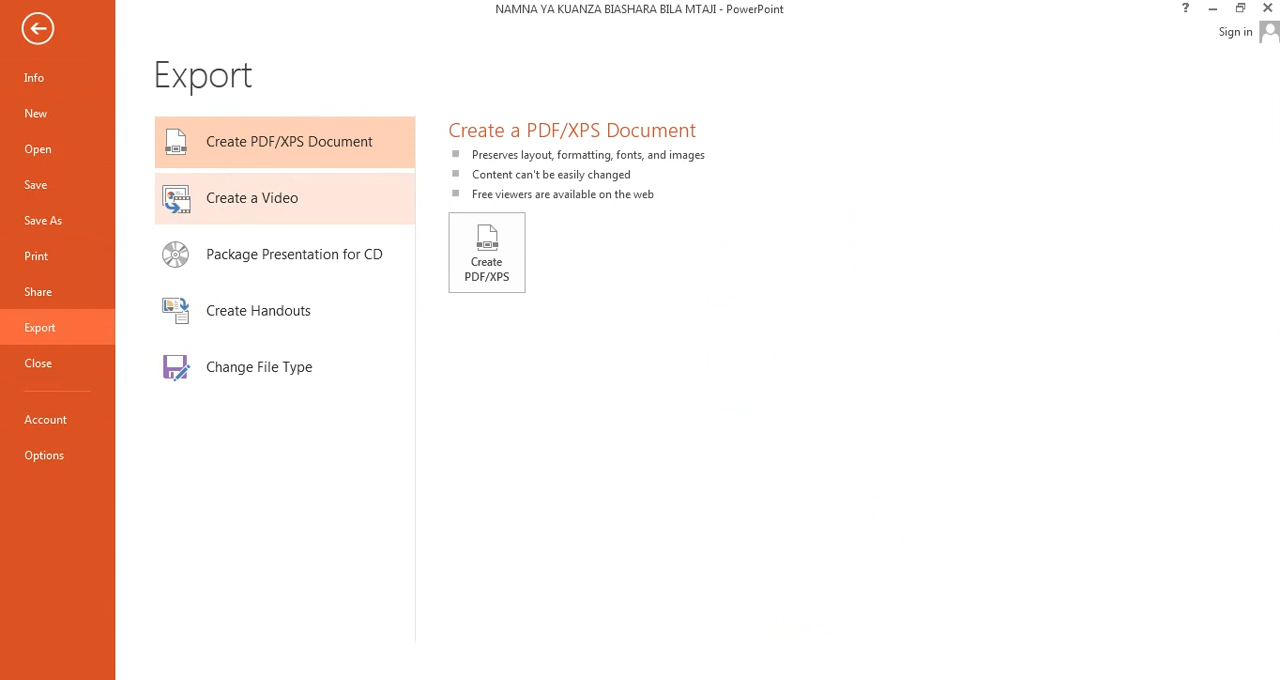 NAMNA YA KUANZA BIASHARA BILA MTAJI - PowerPoint
?
Sign in
Info
New
Open
Save
Save As
Print
Share
Export
Close
Account
Options
Export
Create PDF/XPS Document
Create a Video
Package Presentation for CD
Create Handouts
Change File Type
Create a PDF/XPS Document
Preserves layout, formatting, fonts, and images
Content can't be easily changed
Free viewers are available on the web
Create
PDF/XPS